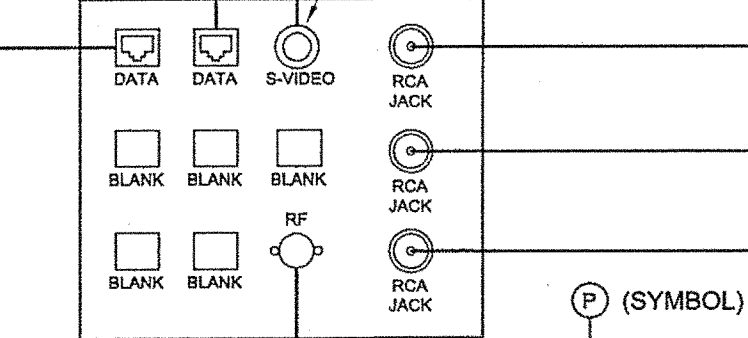 DATA DATA S-VIDEO RCA
JACK
BLANK BLANK BLANK RCA
JACK
RF
BLANK BLANK RCA
JACK
P (SYMBOL)